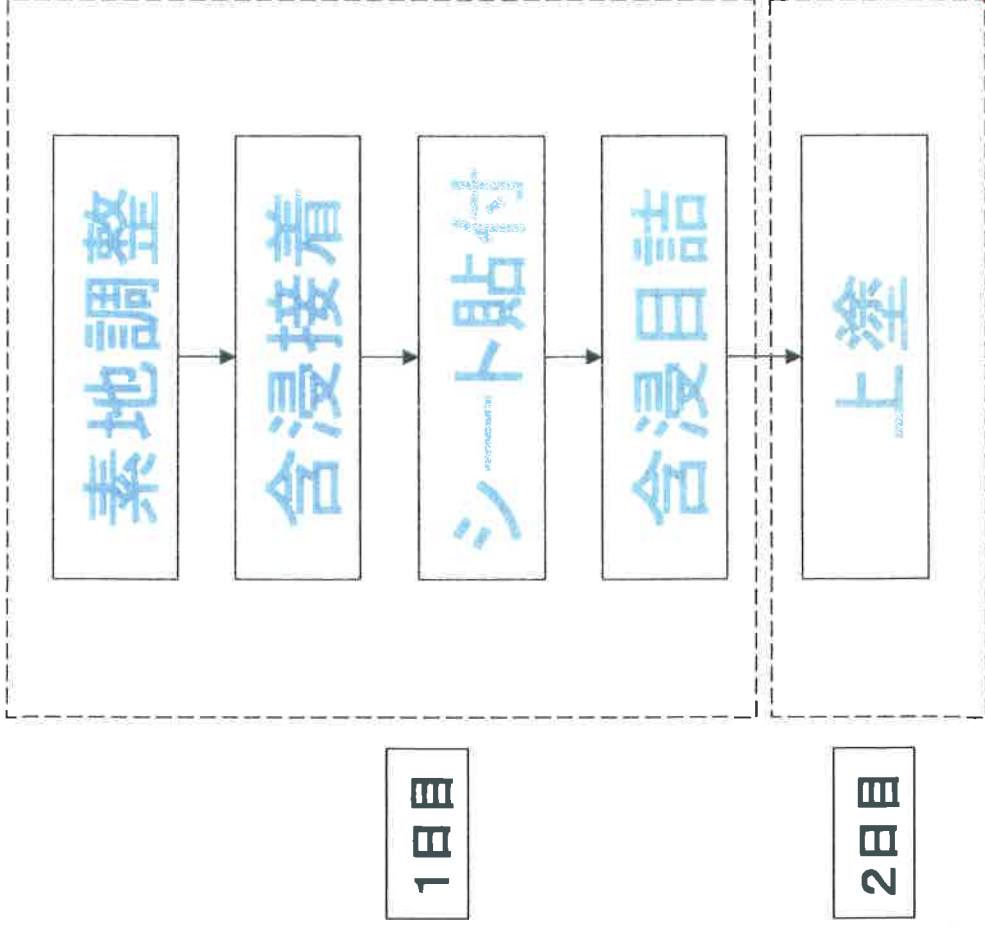 1日目
素地調整
含浸接着
シート貼付
含浸目詰
2日目
上塗